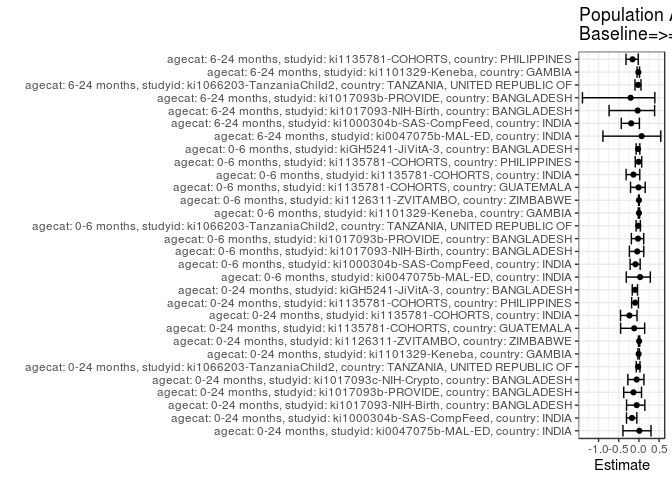 Population
Baseline=>=
agecat: 6-24 months, studyid: ki1135781-COHORTS, country: PHILIPPINES
agecat: 6-24 months, studyid: ki1101329-Keneba, country: GAMBIA
agecat: 6-24 months, studyid: ki1066203-TanzaniaChild2, country: TANZANIA, UNITED REPUBLIC OF
agecat: 6-24 months, studyid: ki1017093b-PROVIDE, country: BANGLADESH
agecat: 6-24 months, studyid: ki1017093-NIH-Birth, country: BANGLADESH
agecat: 6-24 months, studyid: ki1000304b-SAS-CompFeed, country: INDIA
agecat: 6-24 months, studyid: ki0047075b-MAL-ED, country: INDIA
agecat: 0-6 months, studyid: kiGH5241-JiVitA-3, country: BANGLADESH
agecat: 0-6 months, studyid: ki1135781-COHORTS, country: PHILIPPINES
agecat: 0-6 months, studyid: ki1135781-COHORTS, country: INDIA
agecat: 0-6 months, studyid: ki1135781-COHORTS, country: GUATEMALA
agecat: 0-6 months, studyid: ki1126311-ZVITAMBO, country: ZIMBABWE
agecat: 0-6 months, studyid: ki1101329-Keneba, country: GAMBIA
agecat: 0-6 months, studyid: ki1066203-TanzaniaChild2, country: TANZANIA, UNITED REPUBLIC OF
agecat: 0-6 months, studyid: ki1017093b-PROVIDE, country: BANGLADESH
agecat: 0-6 months, studyid: ki1017093-NIH-Birth, country: BANGLADESH
agecat: 0-6 months, studyid: ki1000304b-SAS-CompFeed, country: INDIA
agecat: 0-6 months, studyid: ki0047075b-MAL-ED, country: INDIA
agecat: 0-24 months, studyid: kiGH5241-JiVitA-3, country: BANGLADESH
agecat: 0-24 months, studyid: ki1135781-COHORTS, country: PHILIPPINES
agecat: 0-24 months, studyid: ki1135781-COHORTS, country: INDIA
agecat: 0-24 months, studyid: ki1135781-COHORTS, country: GUATEMALA
agecat: 0-24 months, studyid: ki1126311-ZVITAMBO, country: ZIMBABWE
agecat: 0-24 months, studyid: ki1101329-Keneba, country: GAMBIA
agecat: 0-24 months, studyid: ki1066203-TanzaniaChild2, country: TANZANIA, UNITED REPUBLIC OF
agecat: 0-24 months, studyid: ki1017093c-NIH-Crypto, country: BANGLADESH
agecat: 0-24 months, studyid: ki1017093b-PROVIDE, country: BANGLADESH
agecat: 0-24 months, studyid: ki1017093-NIH-Birth, country: BANGLADESH
agecat: 0-24 months, studyid: ki1000304b-SAS-CompFeed, country: INDIA
agecat: 0-24 months, studyid: ki0047075b-MAL-ED, country: INDIA
-1.0 -0.5 0.0 0.5
Estimate